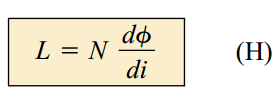 L = N dϕ/di (H)